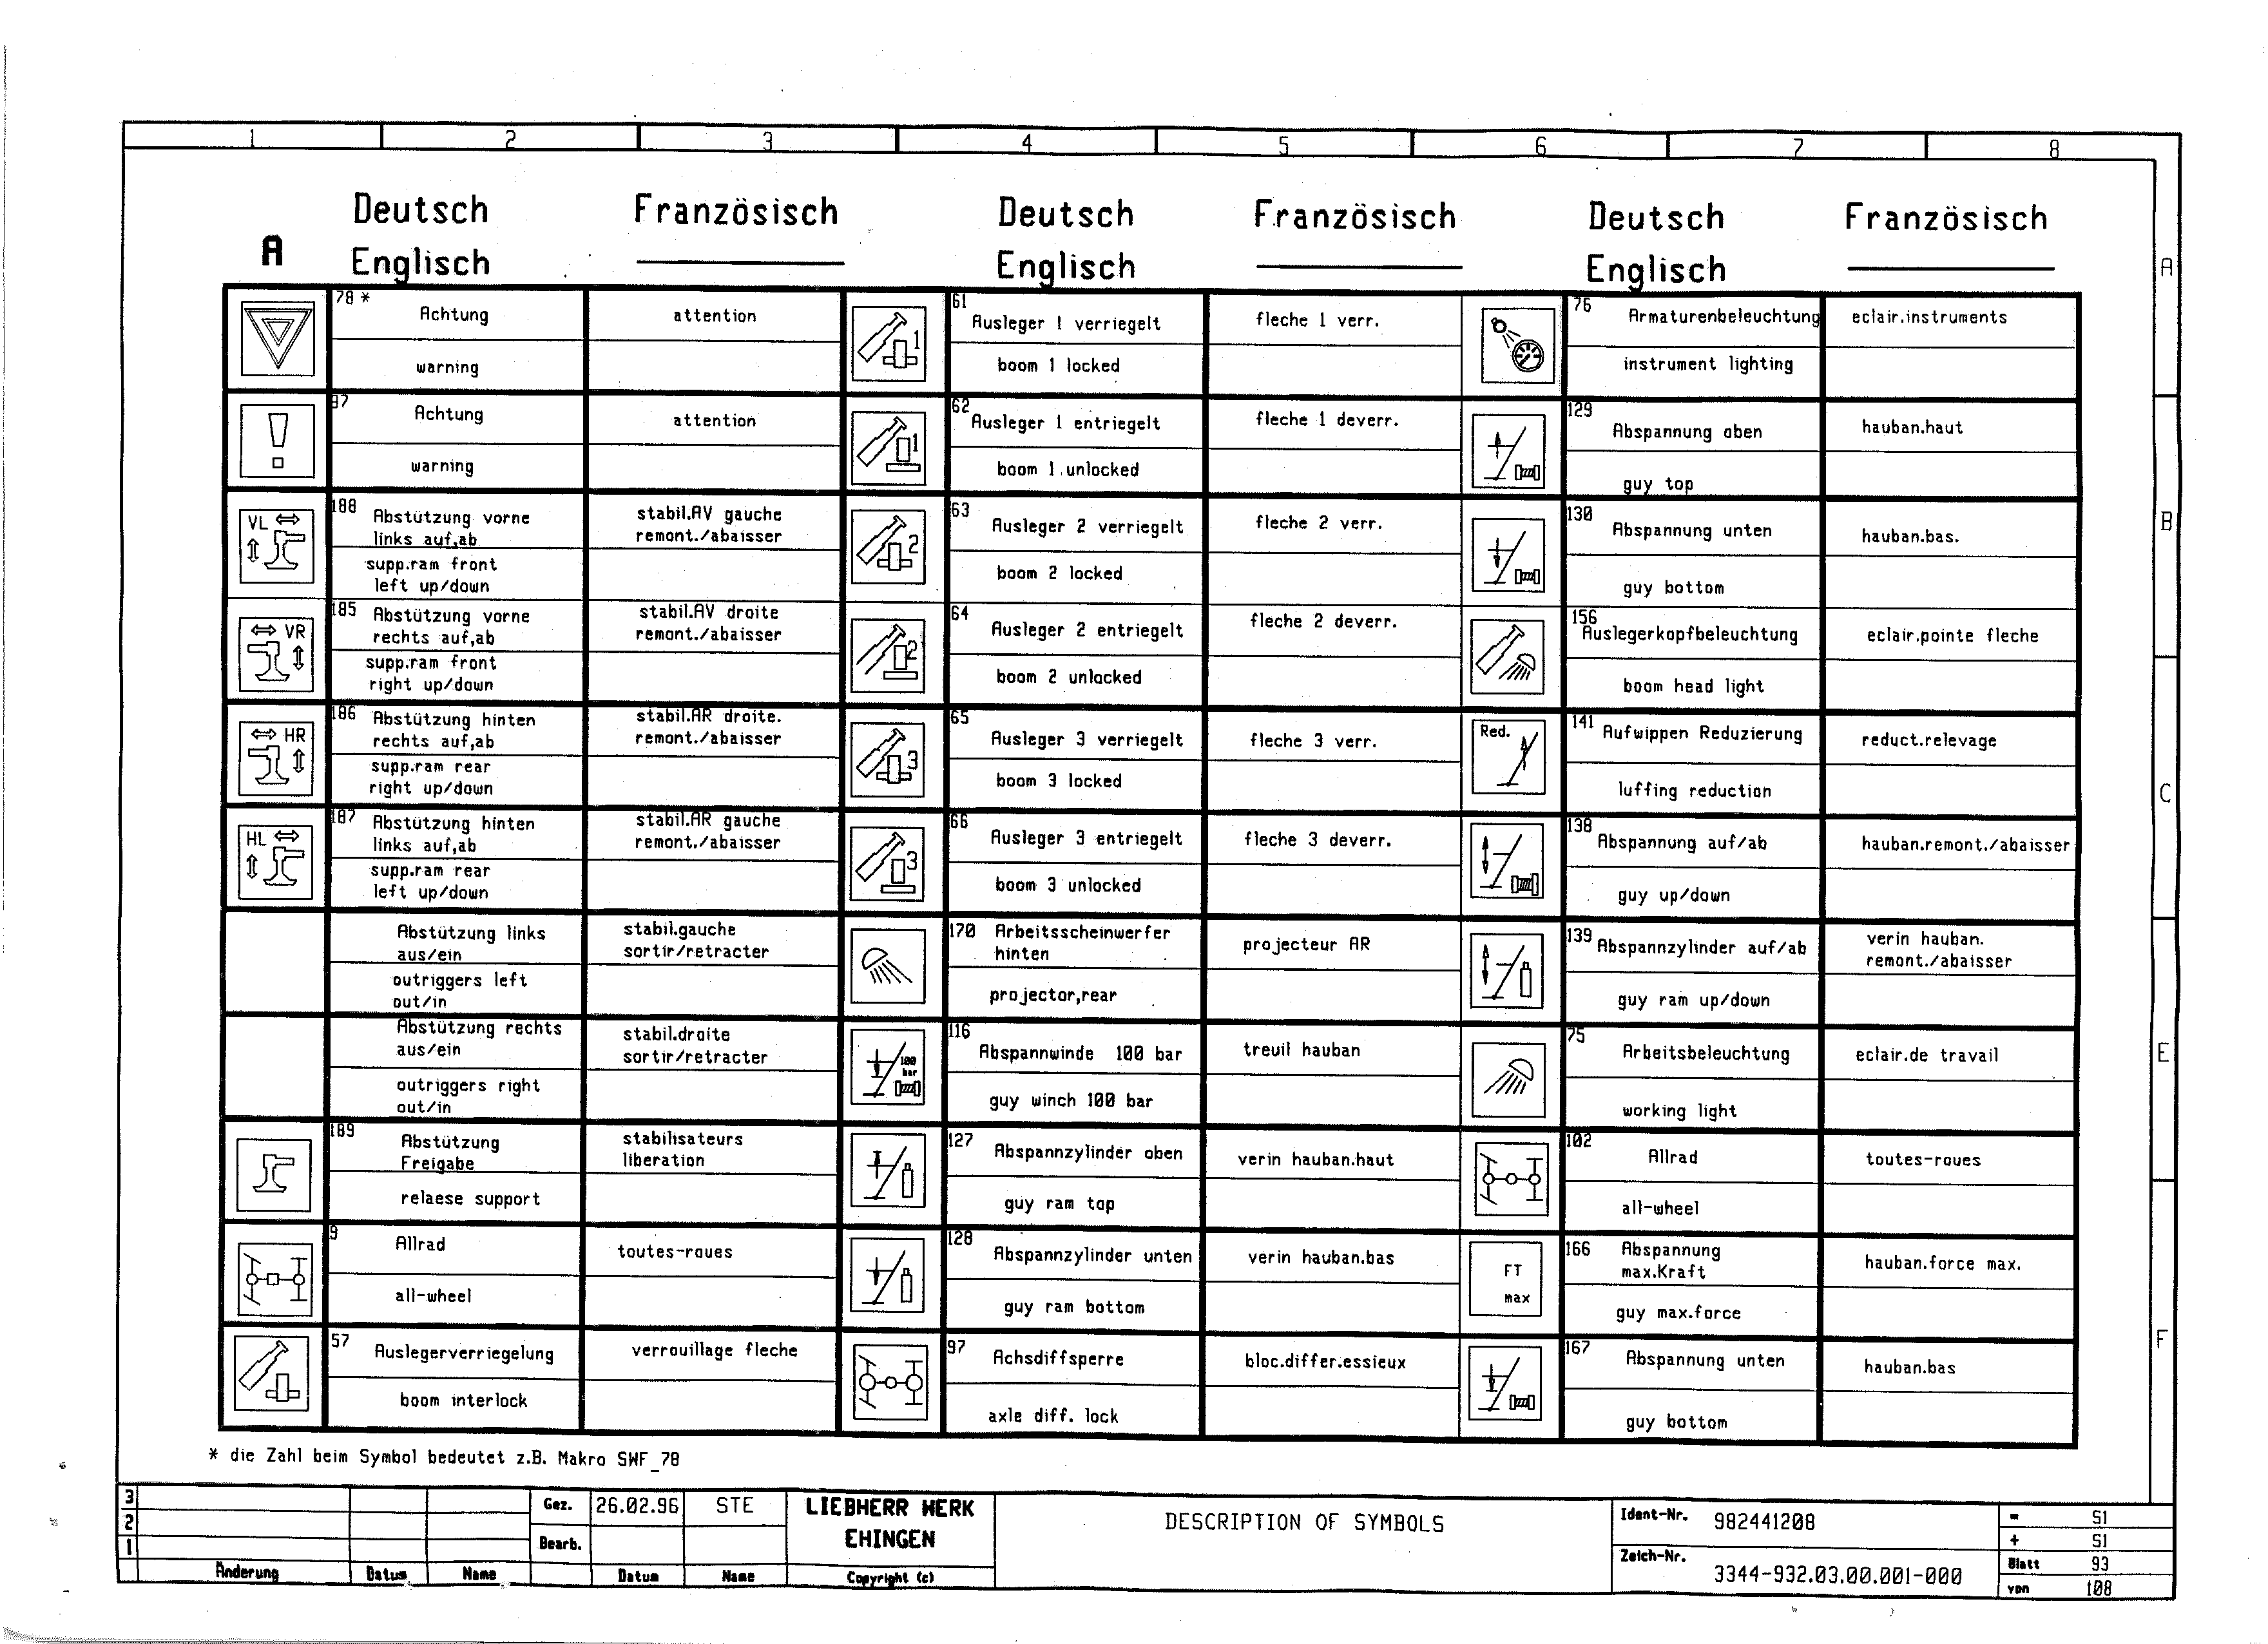 1 2 3 4 5 6 7 8
Deutsch Französisch Deutsch Französisch Deutsch Französisch
A Englisch Englisch Englisch
A
B
C
E
F
78 *
Achtung
attention
warning
Achtung
attention
warning
VL
188
Abstützung vorne
links auf,ab
stabil.AV gauche
remont./abaisser
supp.ram front
left up/down
VR
185
Abstützung vorne
rechts auf,ab
stabil.AV droite
remont./abaisser
supp.ram front
right up/down
HR
186
Abstützung hinten
rechts auf,ab
stabil.AR droite.
remont./abaisser
supp.ram rear
right up/down
HL
187
Abstützung hinten
links auf,ab
stabil.AR gauche
remont./abaisser
supp.ram rear
left up/down
Abstützung links
aus/ein
stabil.gauche
sortir/retracter
outriggers left
out/in
Abstützung rechts
aus/ein
stabil.droite
sortir/retracter
outriggers right
out/in
189
Abstützung
Freigabe
stabilisateurs
liberation
relaese support
9
Allrad
toutes-roues
all-wheel
57
Auslegerverriegelung
verrouillage fleche
boom interlock
1
61
Ausleger 1 verriegelt
fleche 1 verr.
boom 1 locked
1
62
Ausleger 1 entriegelt
fleche 1 deverr.
boom 1 unlocked
2
63
Ausleger 2 verriegelt
fleche 2 verr.
boom 2 locked
2
64
Ausleger 2 entriegelt
fleche 2 deverr.
boom 2 unlocked
3
65
Ausleger 3 verriegelt
fleche 3 verr.
boom 3 locked
3
66
Ausleger 3 entriegelt
fleche 3 deverr.
boom 3 unlocked
170
Arbeitsscheinwerfer
hinten
projecteur AR
projector,rear
100
bar
116
Abspannwinde 100 bar
treuil hauban
guy winch 100 bar
127
Abspannzylinder oben
verin hauban.haut
guy ram top
128
Abspannzylinder unten
verin hauban.bas
guy ram bottom
97
Achsdiffsperre
bloc.differ.essieux
axle diff. lock
76
Armaturenbeleuchtung
eclair.instruments
instrument lighting
129
Abspannung oben
hauban.haut
guy top
130
Abspannung unten
hauban.bas.
guy bottom
156
Auslegerkopfbeleuchtung
eclair.pointe fleche
boom head light
Red.
141
Aufwippen Reduzierung
reduct.relevage
luffing reduction
138
Abspannung auf/ab
hauban.remont./abaisser
guy up/down
139
Abspannzylinder auf/ab
verin hauban.
remont./abaisser
guy ram up/down
75
Arbeitsbeleuchtung
eclair.de travail
working light
102
Allrad
toutes-roues
all-wheel
FT
max
166
Abspannung
max.Kraft
hauban.force max.
guy max.force
167
Abspannung unten
hauban.bas
guy bottom
* die Zahl beim Symbol bedeutet z.B. Makro SWF_78
3
2
1
Änderung Datum Name
Gez. 26.02.96 STE
Bearb.
Datum Name
LIEBHERR WERK
EHINGEN
Copyright (c)
DESCRIPTION OF SYMBOLS
Ident-Nr. 982441208
Zeich-Nr.
3344-932.03.00.001-000
= S1
+ S1
Blatt 93
von 108